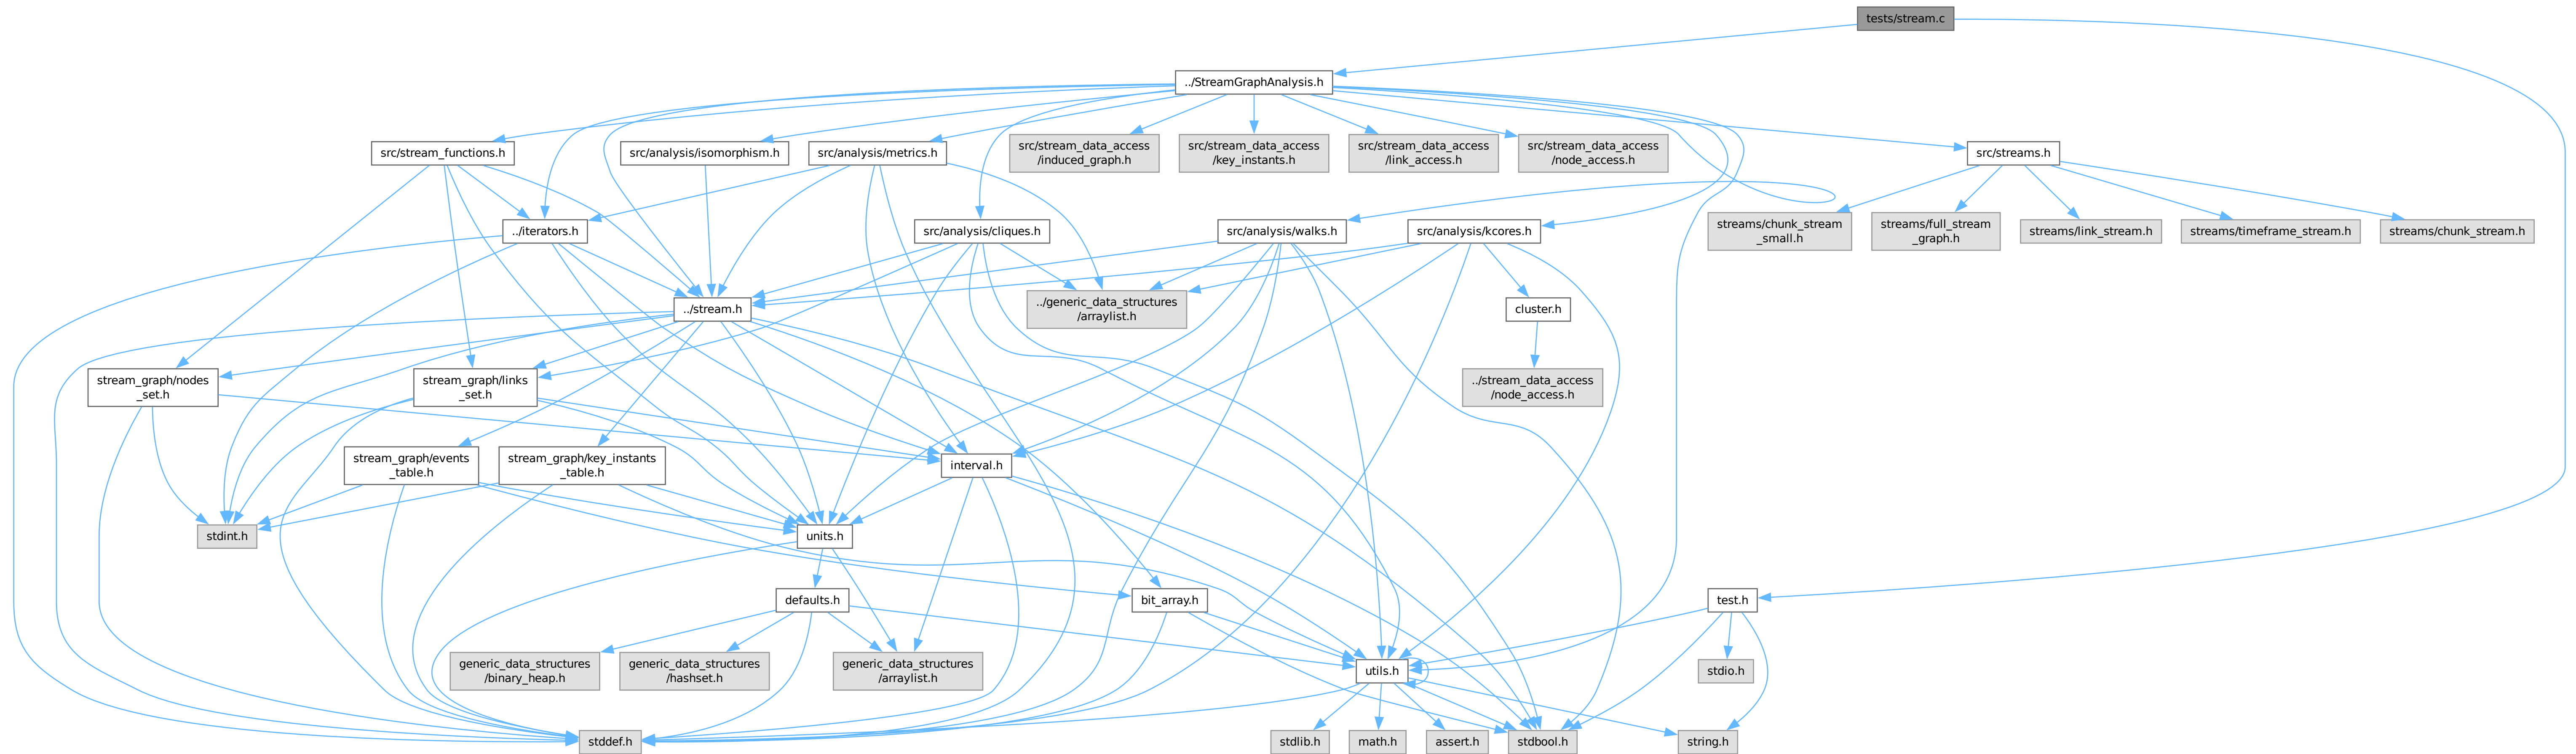 tests/stream.c
../StreamGraphAnalysis.h
src/stream_functions.h
src/analysis/isomorphism.h
src/analysis/metrics.h
src/stream_data_access
/induced_graph.h
src/stream_data_access
/key_instants.h
src/stream_data_access
/link_access.h
src/stream_data_access
/node_access.h
src/streams.h
../iterators.h
src/analysis/cliques.h
src/analysis/walks.h
src/analysis/kcores.h
streams/chunk_stream
_small.h
streams/full_stream
_graph.h
streams/link_stream.h
streams/timeframe_stream.h
streams/chunk_stream.h
../stream.h
../generic_data_structures
/arraylist.h
cluster.h
stream_graph/nodes
_set.h
stream_graph/links
_set.h
../stream_data_access
/node_access.h
stream_graph/events
_table.h
stream_graph/key_instants
_table.h
interval.h
stdint.h
units.h
defaults.h
bit_array.h
test.h
generic_data_structures
/binary_heap.h
generic_data_structures
/hashset.h
generic_data_structures
/arraylist.h
utils.h
stdio.h
stddef.h
stdlib.h
math.h
assert.h
stdbool.h
string.h